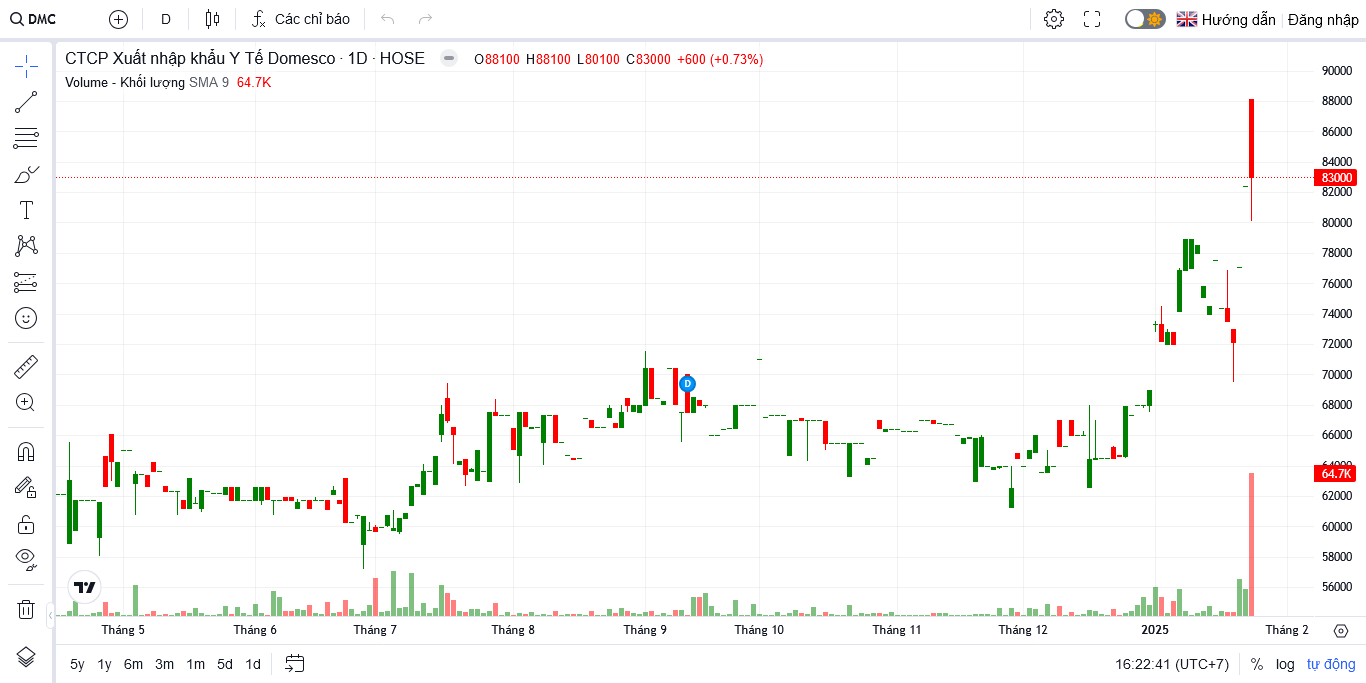 DMC D Các chỉ báo Hướng dẫn Đăng nhập
CTCP Xuất nhập khẩu Y Tế Domesco · 1D · HOSE O88100 H88100 L80100 C83000 +600 (+0.73%)
Volume - Khối lượng SMA 9 64.7K
90000
88000
86000
84000
83000
82000
80000
78000
76000
74000
72000
70000
D
68000
66000
64000
64.7K
62000
60000
58000
56000
Tháng 5 Tháng 6 Tháng 7 Tháng 8 Tháng 9 Tháng 10 Tháng 11 Tháng 12 2025 Tháng 2
5y 1y 6m 3m 1m 5d 1d 16:22:41 (UTC+7) % log tự động